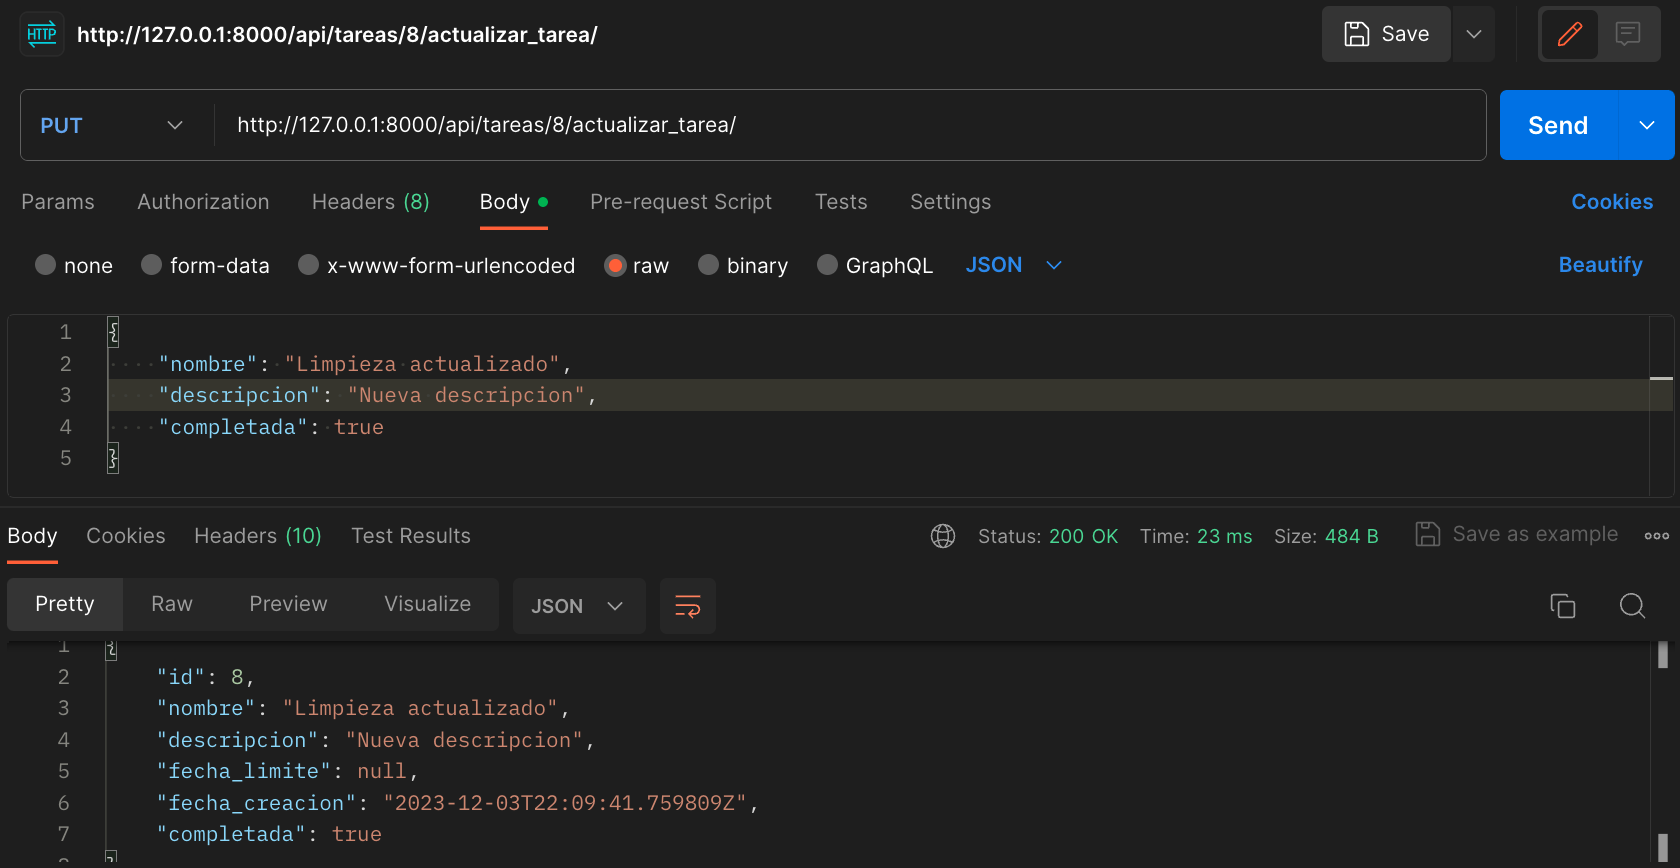 HTTP http://127.0.0.1:8000/api/tareas/8/actualizar_tarea/ Save
PUT http://127.0.0.1:8000/api/tareas/8/actualizar_tarea/ Send
Params Authorization Headers (8) Body Pre-request Script Tests Settings Cookies
none form-data x-www-form-urlencoded raw binary GraphQL JSON Beautify
1 {
2 "nombre": "Limpieza actualizado",
3 "descripcion": "Nueva descripcion",
4 "completada": true
5 }
Body Cookies Headers (10) Test Results Status: 200 OK Time: 23 ms Size: 484 B Save as example
Pretty Raw Preview Visualize JSON
1 {
2 "id": 8,
3 "nombre": "Limpieza actualizado",
4 "descripcion": "Nueva descripcion",
5 "fecha_limite": null,
6 "fecha_creacion": "2023-12-03T22:09:41.759809Z",
7 "completada": true
8 }